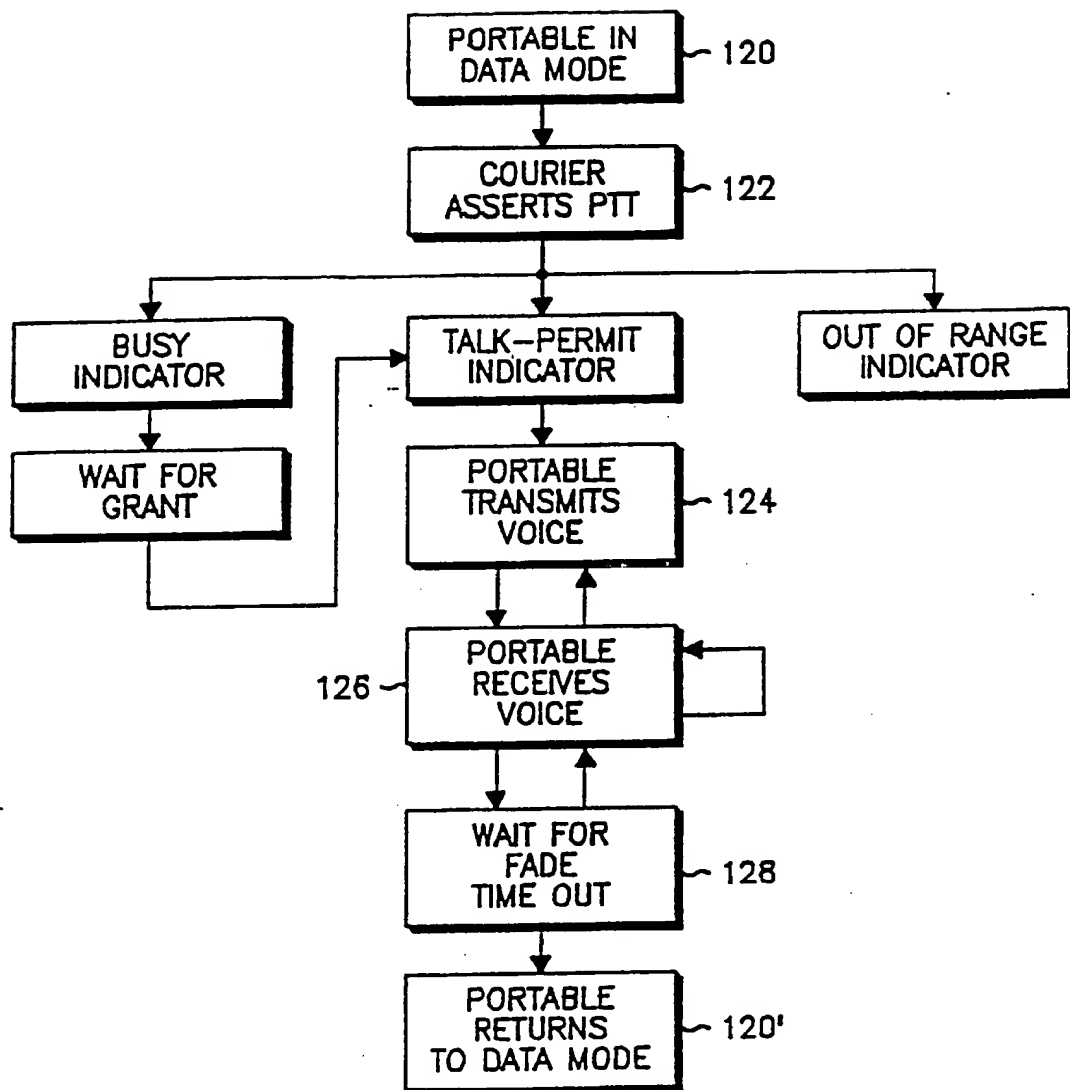 PORTABLE IN
DATA MODE
120
COURIER
ASSERTS PTT
122
BUSY
INDICATOR
TALK-PERMIT
INDICATOR
OUT OF RANGE
INDICATOR
WAIT FOR
GRANT
PORTABLE
TRANSMITS
VOICE
124
126
PORTABLE
RECEIVES
VOICE
WAIT FOR
FADE
TIME OUT
128
PORTABLE
RETURNS
TO DATA MODE
120'